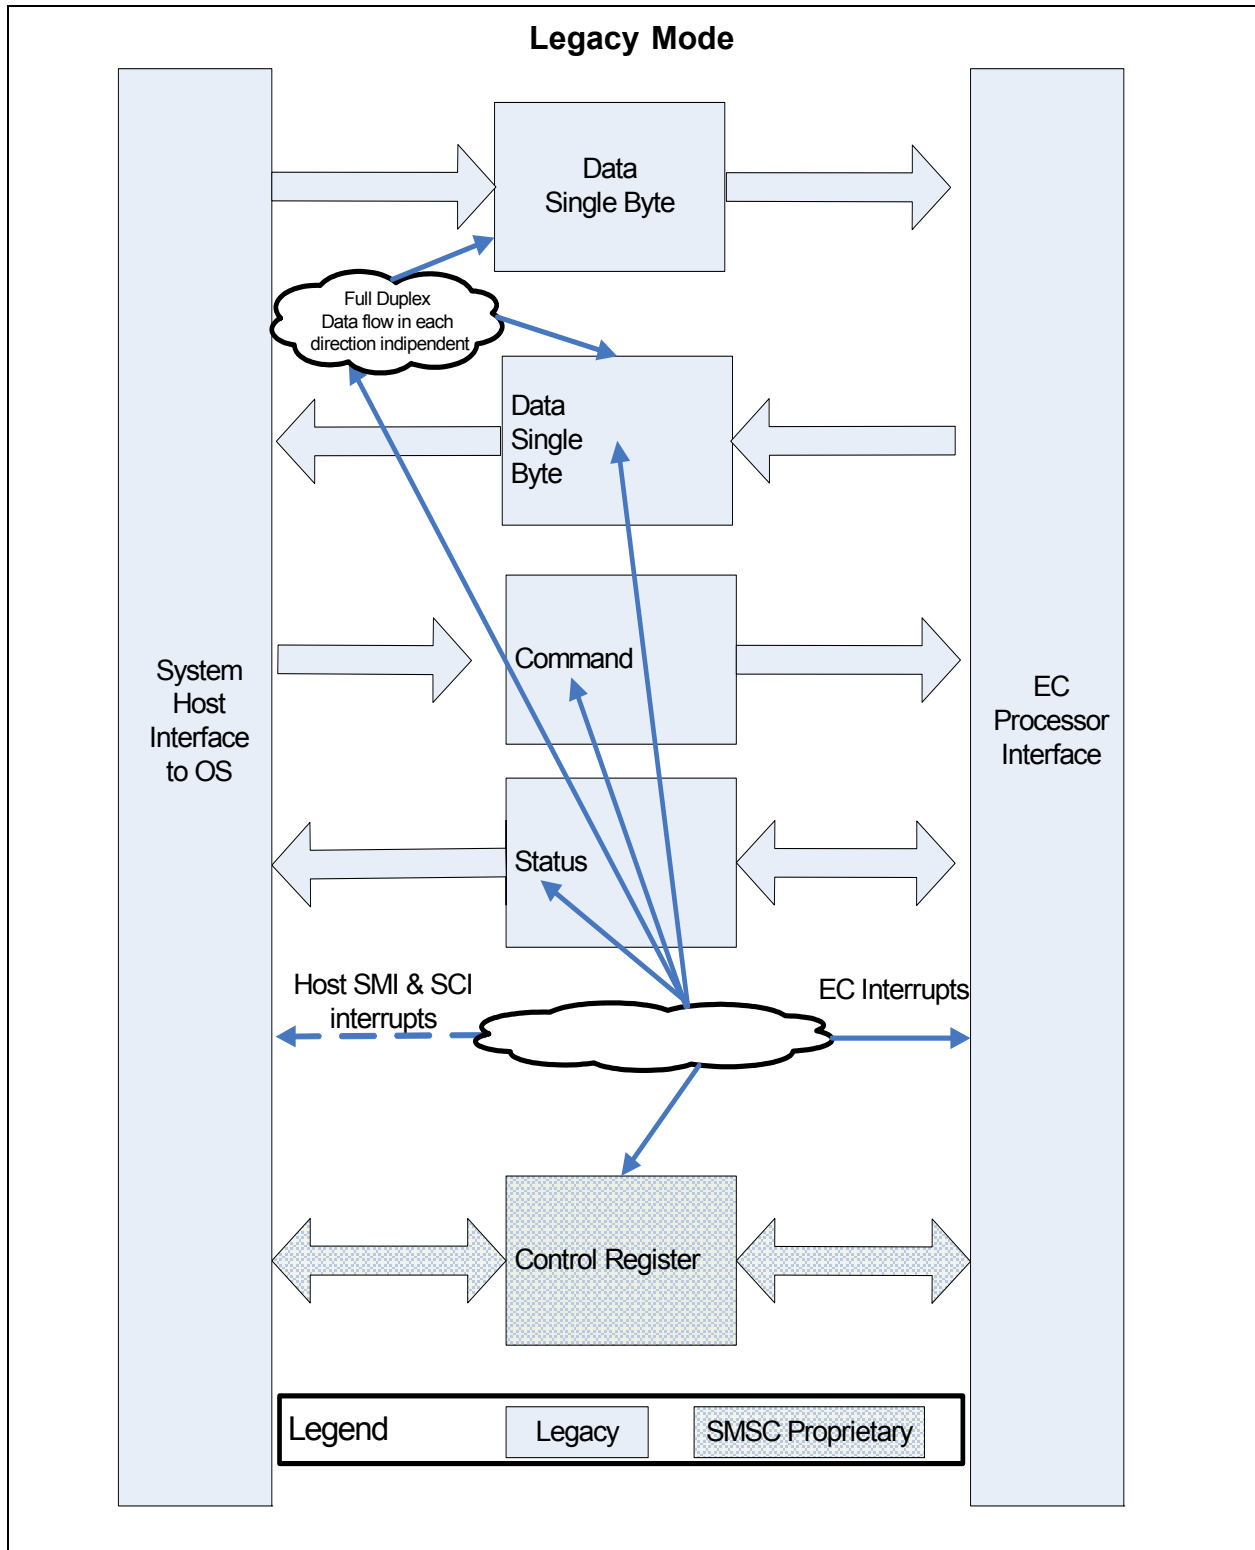 Legacy Mode
Data
Single Byte
Full Duplex
Data flow in each
direction indipendent
Data
Single
Byte
System
Host
Interface
to OS
Command
EC
Processor
Interface
Status
Host SMI & SCI
interrupts
EC Interrupts
Control Register
Legend
Legacy
SMSC Proprietary